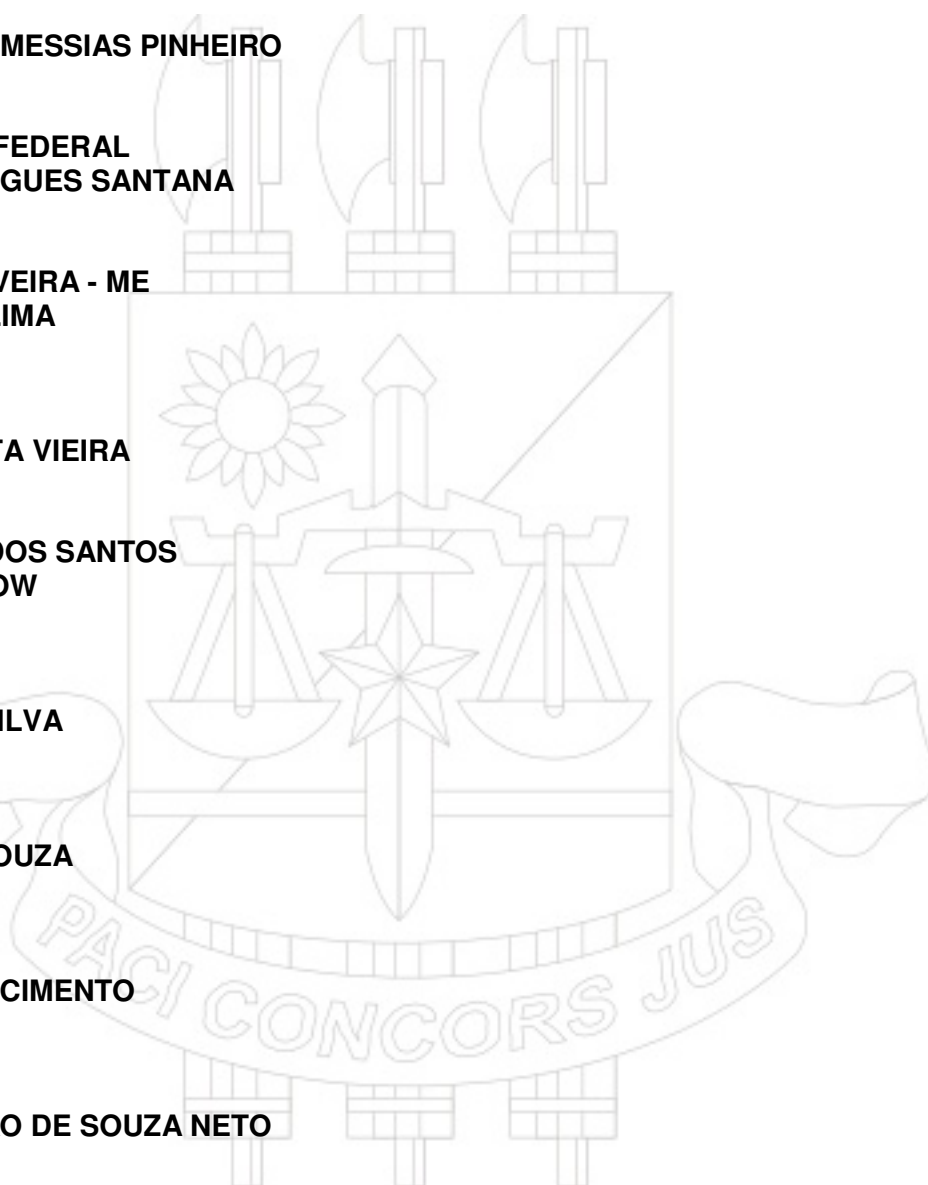 MESSIAS PINHEIRO
FEDERAL
GUES SANTANA
VEIRA - ME
LIMA
TA VIEIRA
DOS SANTOS
OW
ILVA
OUZA
CIMENTO
O DE SOUZA NETO
PACI CONCORS JUS